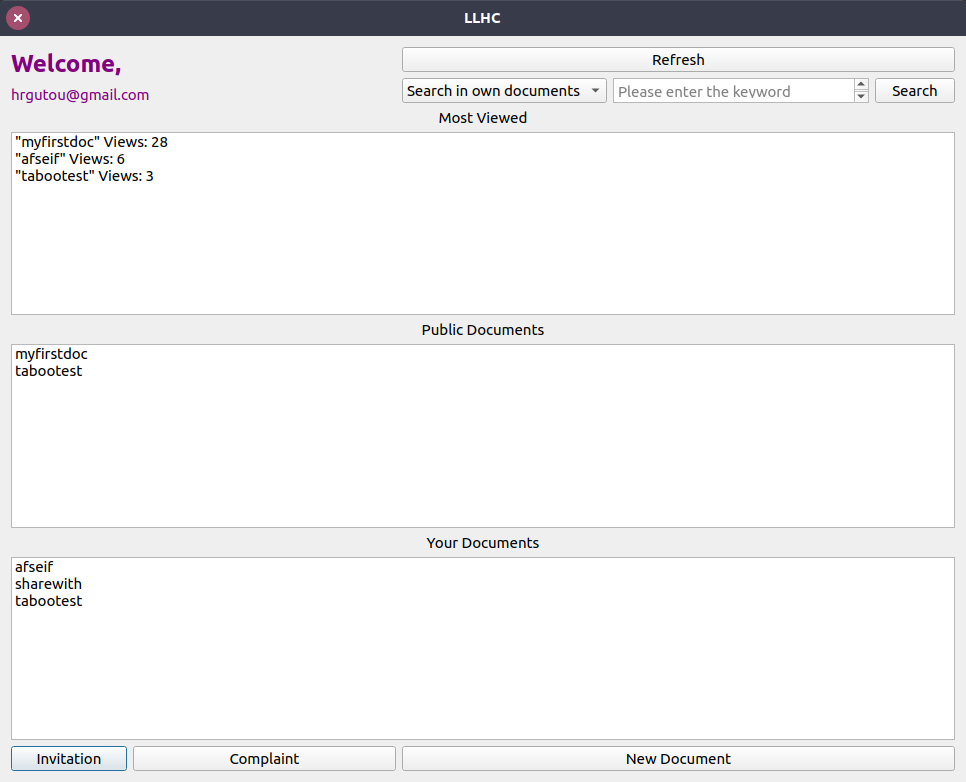 LLHC
Welcome,
hrgutou@gmail.com
Refresh
Search in own documents
Please enter the keyword
Search
Most Viewed
"myfirstdoc" Views: 28
"afseif" Views: 6
"tabootest" Views: 3
Public Documents
myfirstdoc
tabootest
Your Documents
afseif
sharewith
tabootest
Invitation
Complaint
New Document